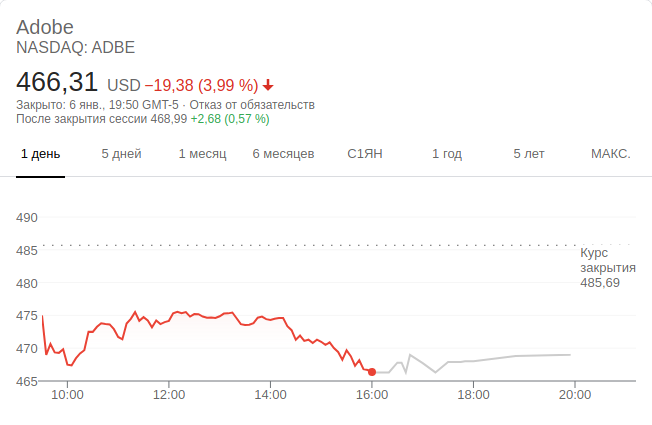 Adobe
NASDAQ: ADBE
466,31 USD −19,38 (3,99 %)
Закрыто: 6 янв., 19:50 GMT-5 · Отказ от обязательств
После закрытия сессии 468,99 +2,68 (0,57 %)
1 день 5 дней 1 месяц 6 месяцев С1ЯН 1 год 5 лет МАКС.
490
485
Курс
закрытия
485,69
480
475
470
465
10:00 12:00 14:00 16:00 18:00 20:00